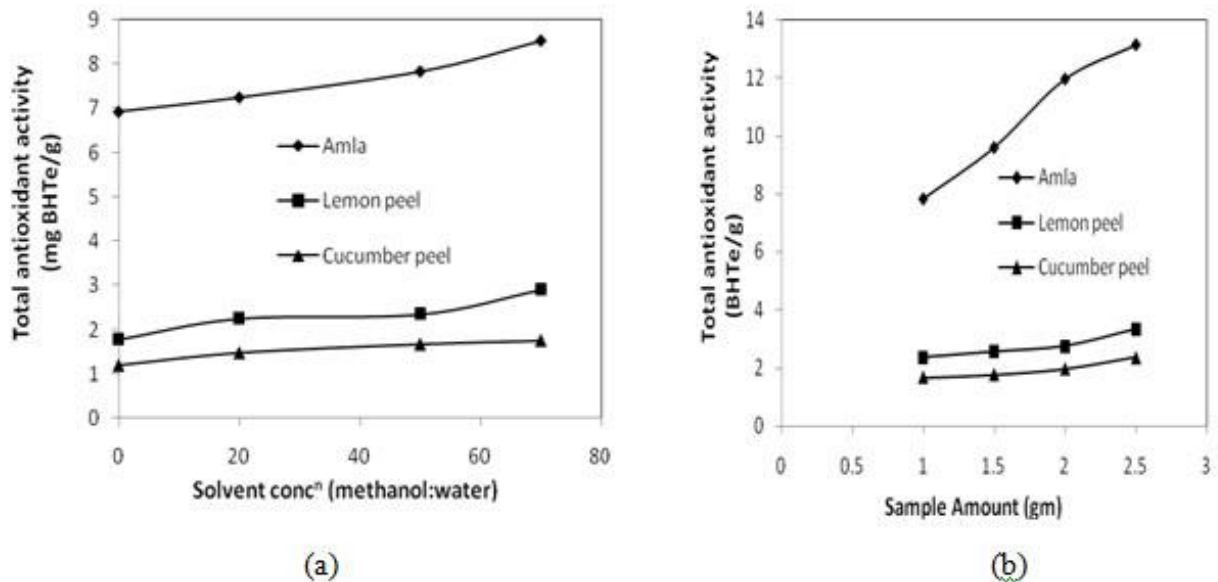 Total antioxidant activity
(mg BHTe/g)
9
8
7
6
5
4
3
2
1
0
Amla
Lemon peel
Cucumber peel
0 20 40 60 80
Solvent concⁿ (methanol:water)
(a)
Total antioxidant activity
(BHTe/g)
14
12
10
8
6
4
2
0
Amla
Lemon peel
Cucumber peel
0 0.5 1 1.5 2 2.5 3
Sample Amount (gm)
(b)